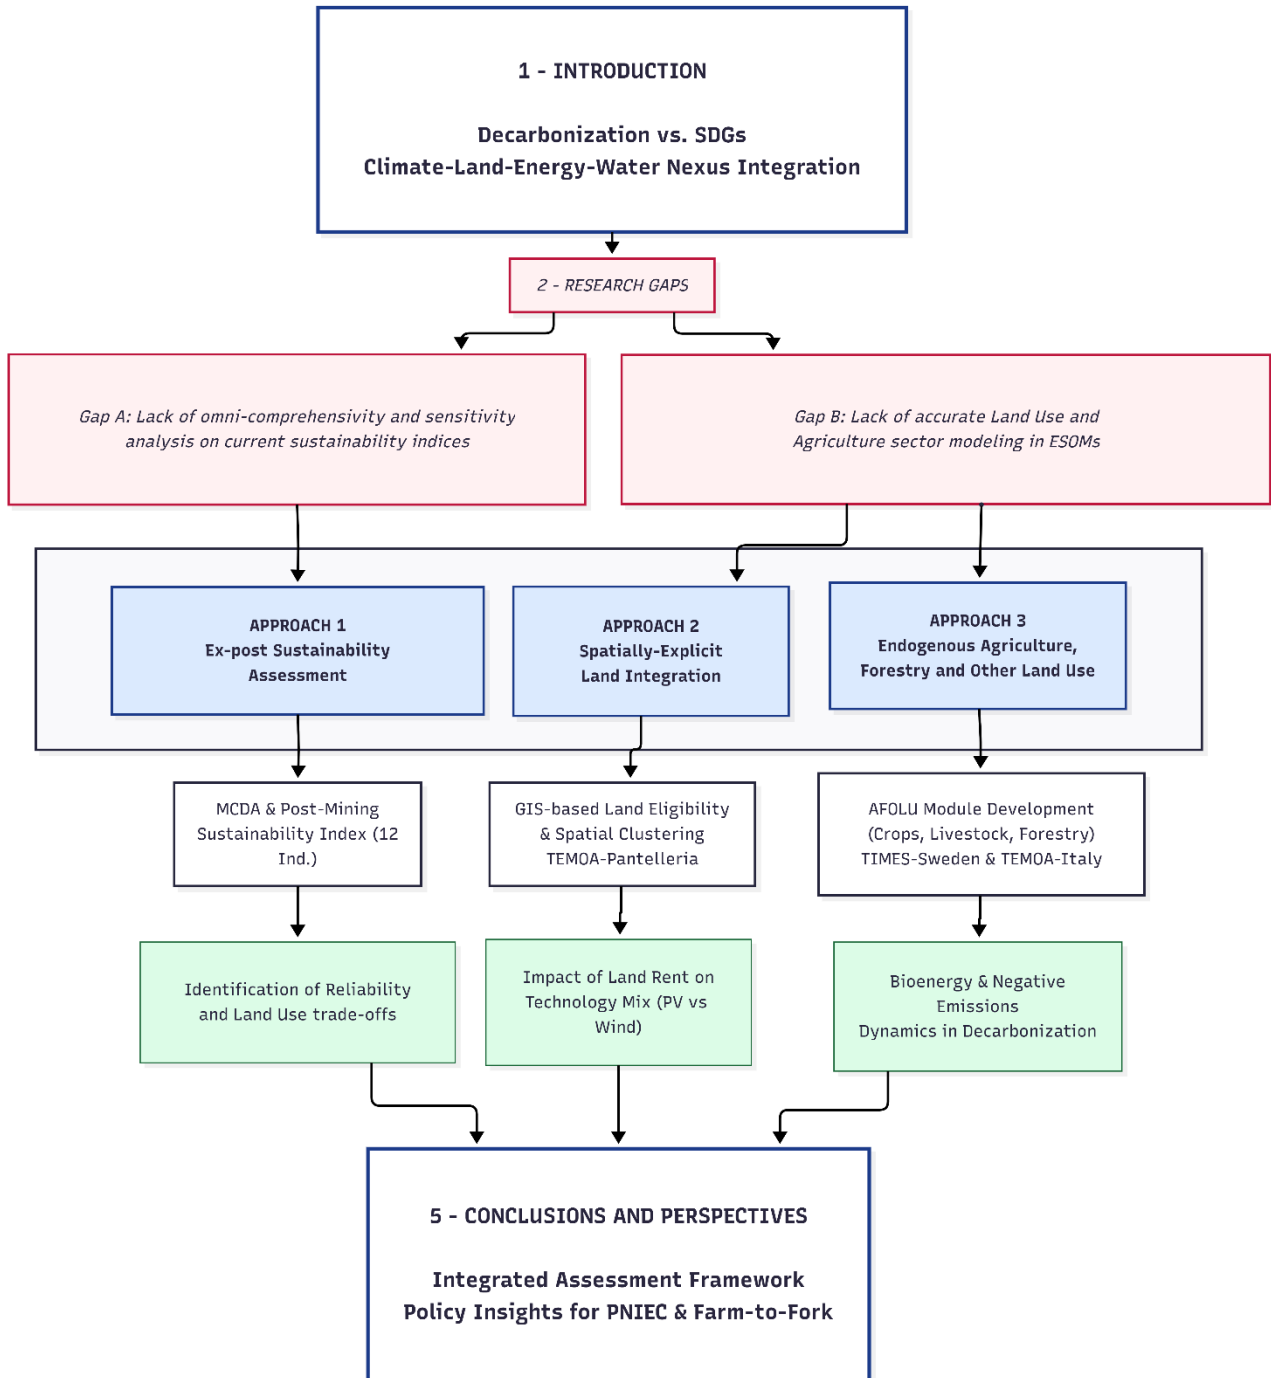 1 - INTRODUCTION
Decarbonization vs. SDGs
Climate-Land-Energy-Water Nexus Integration
2 - RESEARCH GAPS
Gap A: Lack of omni-comprehensivity and sensitivity
analysis on current sustainability indices
Gap B: Lack of accurate Land Use and
Agriculture sector modeling in ESOMs
APPROACH 1
Ex-post Sustainability
Assessment
APPROACH 2
Spatially-Explicit
Land Integration
APPROACH 3
Endogenous Agriculture,
Forestry and Other Land Use
MCDA & Post-Mining
Sustainability Index (12
Ind.)
GIS-based Land Eligibility
& Spatial Clustering
TEMOA-Pantelleria
AFOLU Module Development
(Crops, Livestock, Forestry)
TIMES-Sweden & TEMOA-Italy
Identification of Reliability
and Land Use trade-offs
Impact of Land Rent on
Technology Mix (PV vs
Wind)
Bioenergy & Negative
Emissions
Dynamics in Decarbonization
5 - CONCLUSIONS AND PERSPECTIVES
Integrated Assessment Framework
Policy Insights for PNIEC & Farm-to-Fork